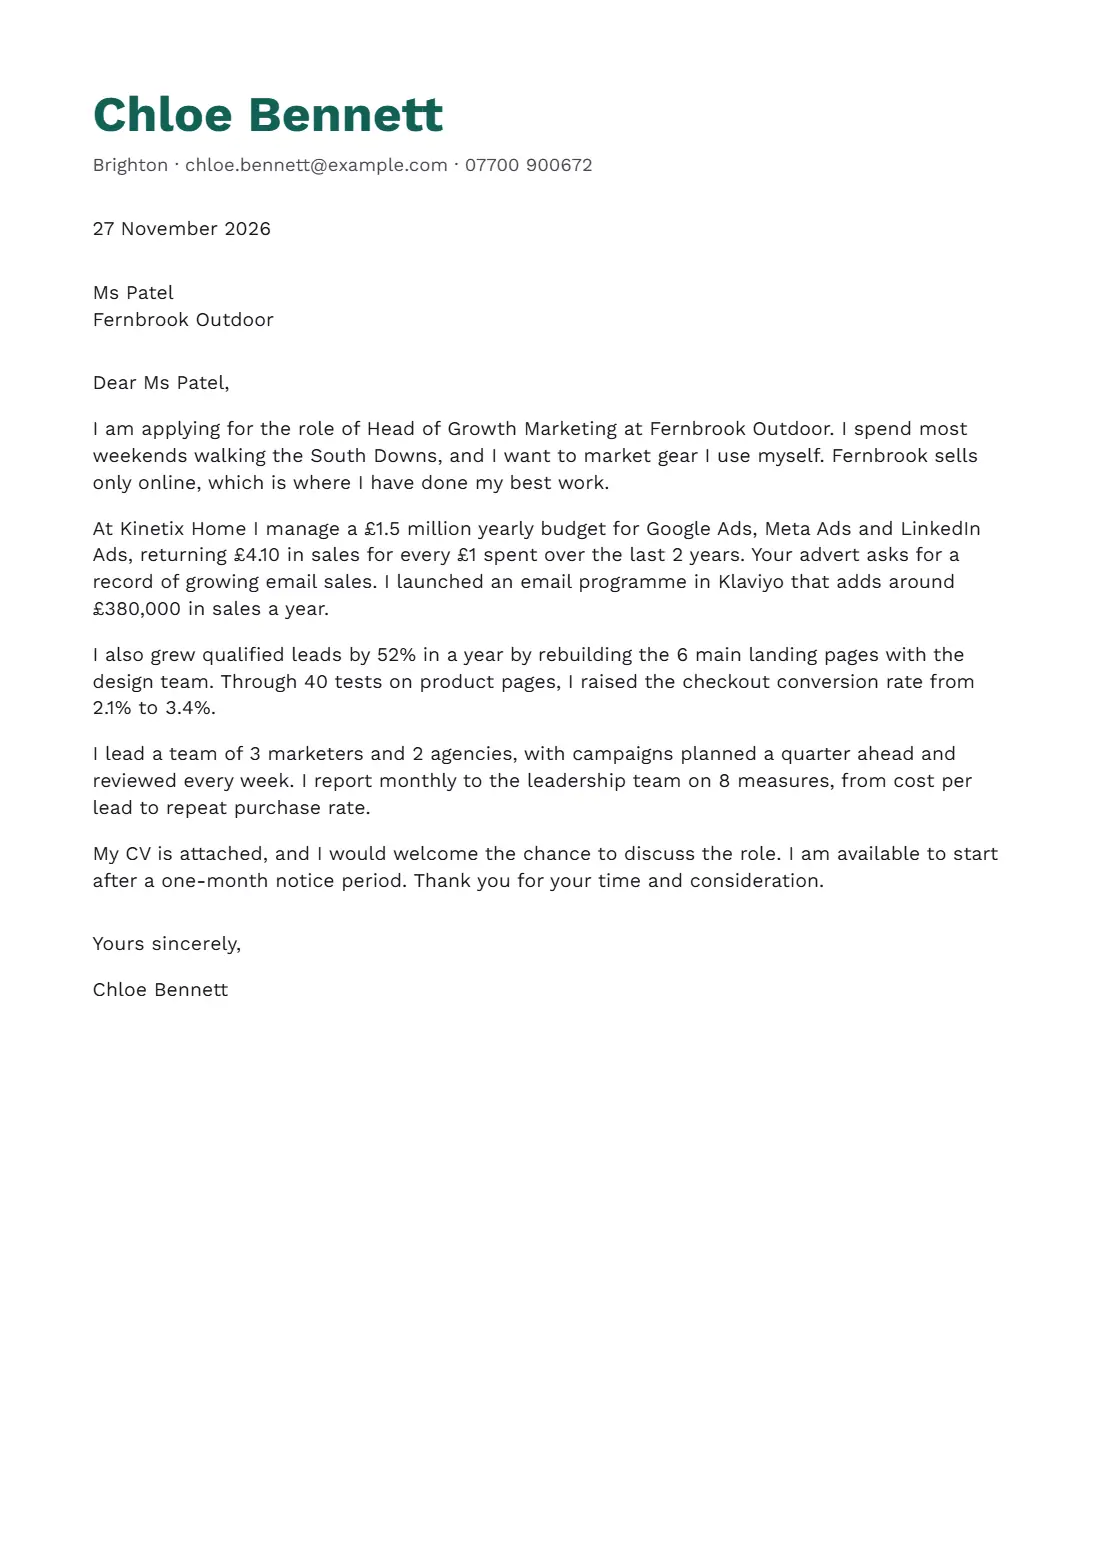 Chloe Bennett
Brighton · chloe.bennett@example.com · 07700 900672
27 November 2026
Ms Patel
Fernbrook Outdoor
Dear Ms Patel,
I am applying for the role of Head of Growth Marketing at Fernbrook Outdoor. I spend most
weekends walking the South Downs, and I want to market gear I use myself. Fernbrook sells
only online, which is where I have done my best work.
At Kinetix Home I manage a £1.5 million yearly budget for Google Ads, Meta Ads and LinkedIn
Ads, returning £4.10 in sales for every £1 spent over the last 2 years. Your advert asks for a
record of growing email sales. I launched an email programme in Klaviyo that adds around
£380,000 in sales a year.
I also grew qualified leads by 52% in a year by rebuilding the 6 main landing pages with the
design team. Through 40 tests on product pages, I raised the checkout conversion rate from
2.1% to 3.4%.
I lead a team of 3 marketers and 2 agencies, with campaigns planned a quarter ahead and
reviewed every week. I report monthly to the leadership team on 8 measures, from cost per
lead to repeat purchase rate.
My CV is attached, and I would welcome the chance to discuss the role. I am available to start
after a one-month notice period. Thank you for your time and consideration.
Yours sincerely,
Chloe Bennett